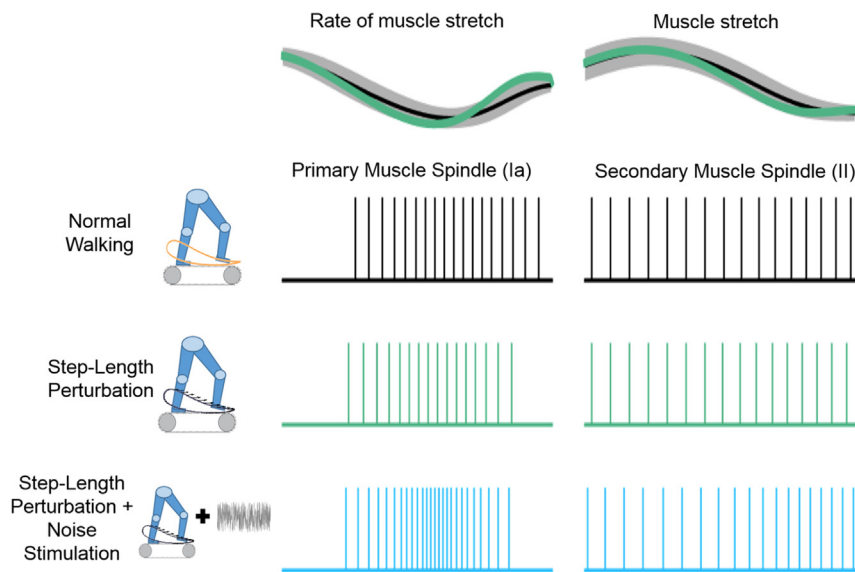 Rate of muscle stretch
Muscle stretch
Primary Muscle Spindle (Ia)
Secondary Muscle Spindle (II)
Normal
Walking
Step-Length
Perturbation
Step-Length
Perturbation +
Noise
Stimulation